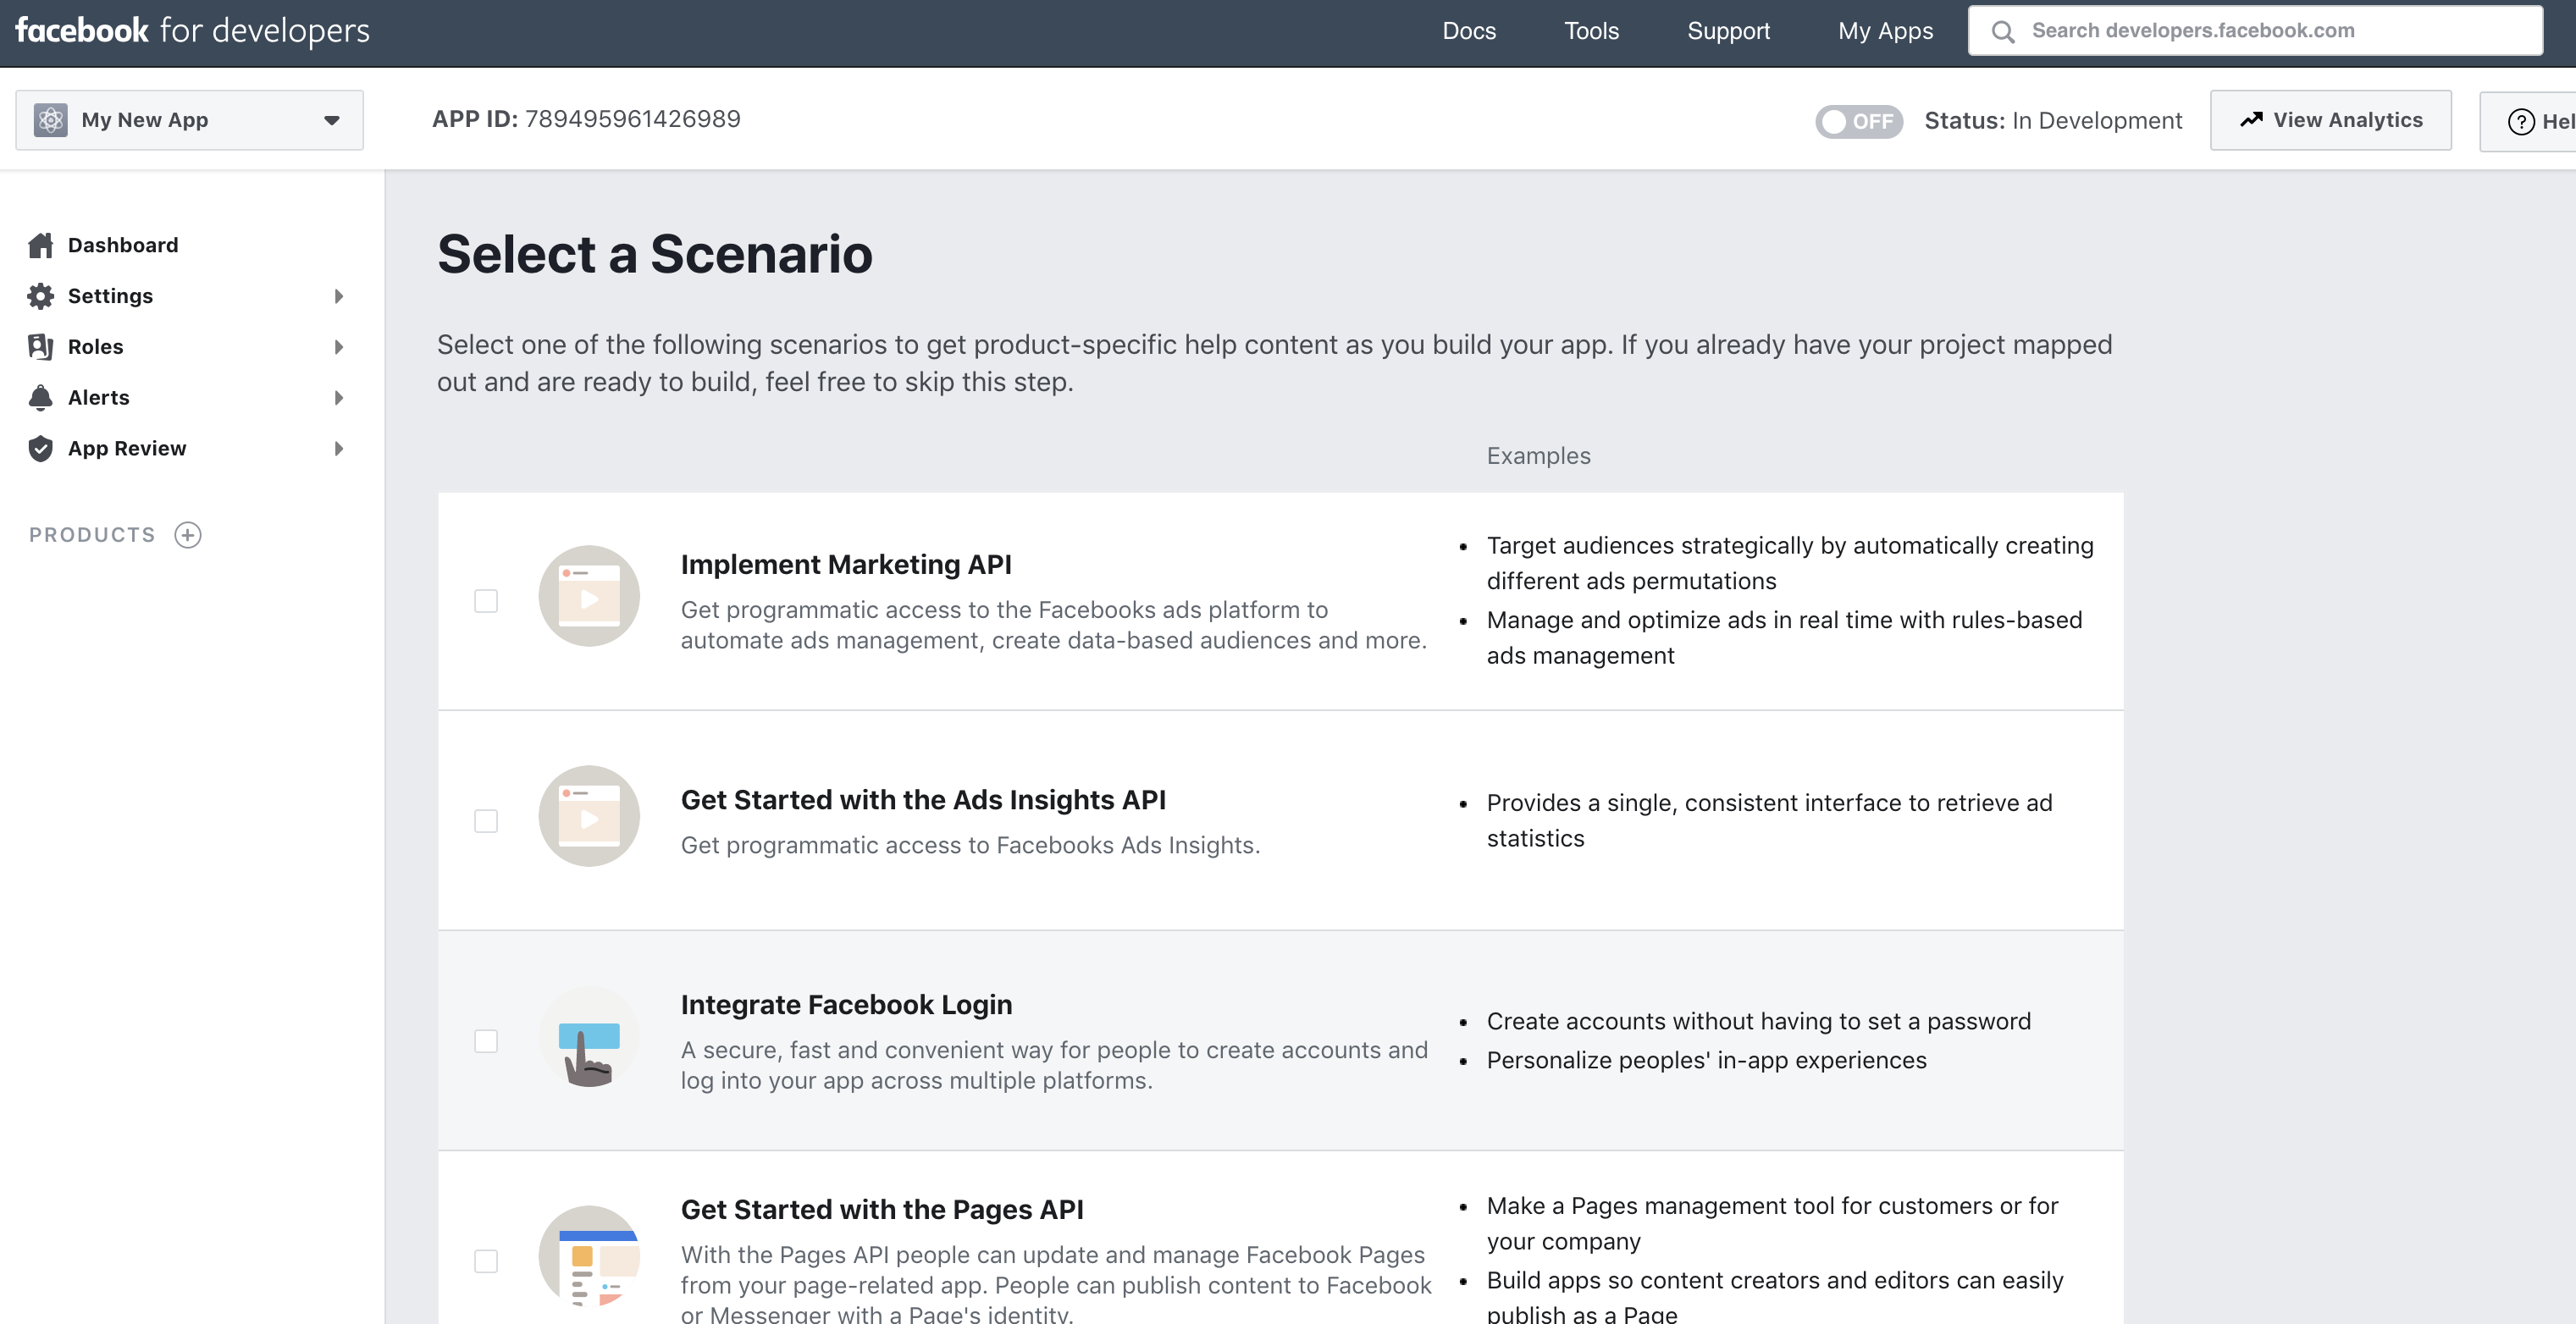 facebook for developers
Docs
Tools
Support
My Apps
Search developers.facebook.com
My New App
APP ID: 789495961426989
OFF
Status: In Development
View Analytics
Dashboard
Settings
Roles
Alerts
App Review
PRODUCTS
Select a Scenario
Select one of the following scenarios to get product-specific help content as you build your app. If you already have your project mapped
out and are ready to build, feel free to skip this step.
Examples
Implement Marketing API
Get programmatic access to the Facebooks ads platform to
automate ads management, create data-based audiences and more.
Target audiences strategically by automatically creating
different ads permutations
Manage and optimize ads in real time with rules-based
ads management
Get Started with the Ads Insights API
Get programmatic access to Facebooks Ads Insights.
Provides a single, consistent interface to retrieve ad
statistics
Integrate Facebook Login
A secure, fast and convenient way for people to create accounts and
log into your app across multiple platforms.
Create accounts without having to set a password
Personalize peoples' in-app experiences
Get Started with the Pages API
With the Pages API people can update and manage Facebook Pages
from your page-related app. People can publish content to Facebook
or Messenger with a Page's identity.
Make a Pages management tool for customers or for
your company
Build apps so content creators and editors can easily
publish as a Page